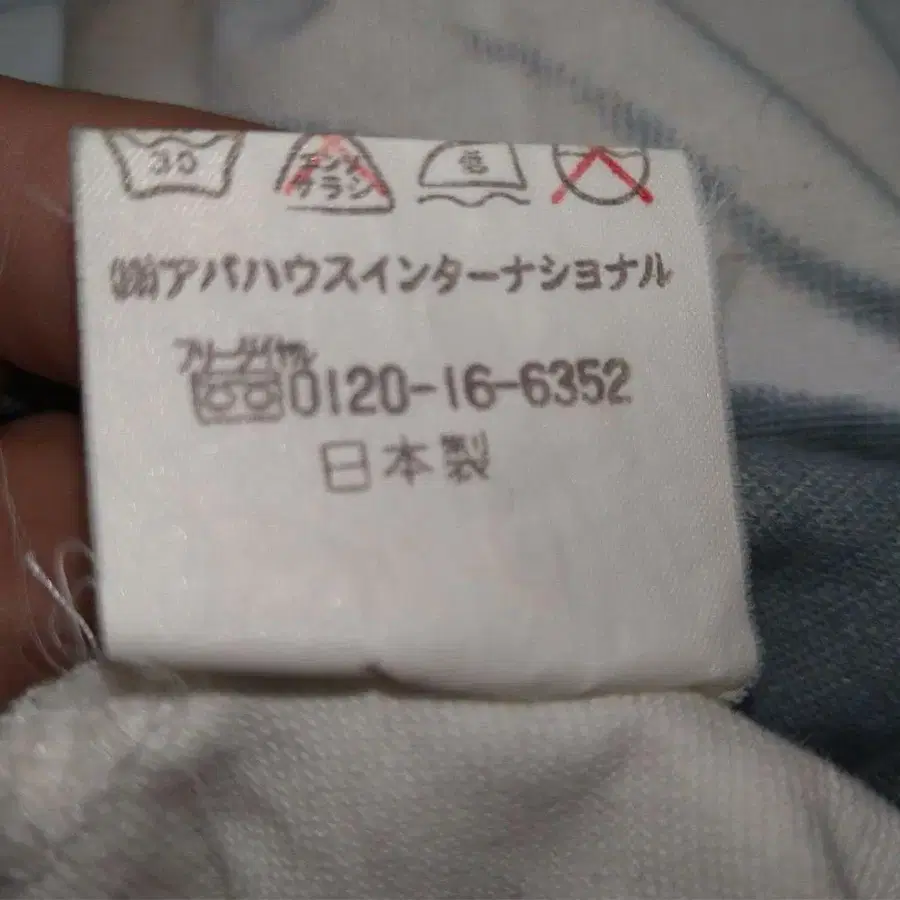 30 エンソ サラシ 中
(株)アバハウスインターナショナル
フリーダイヤル
0120-16-6352
日本製